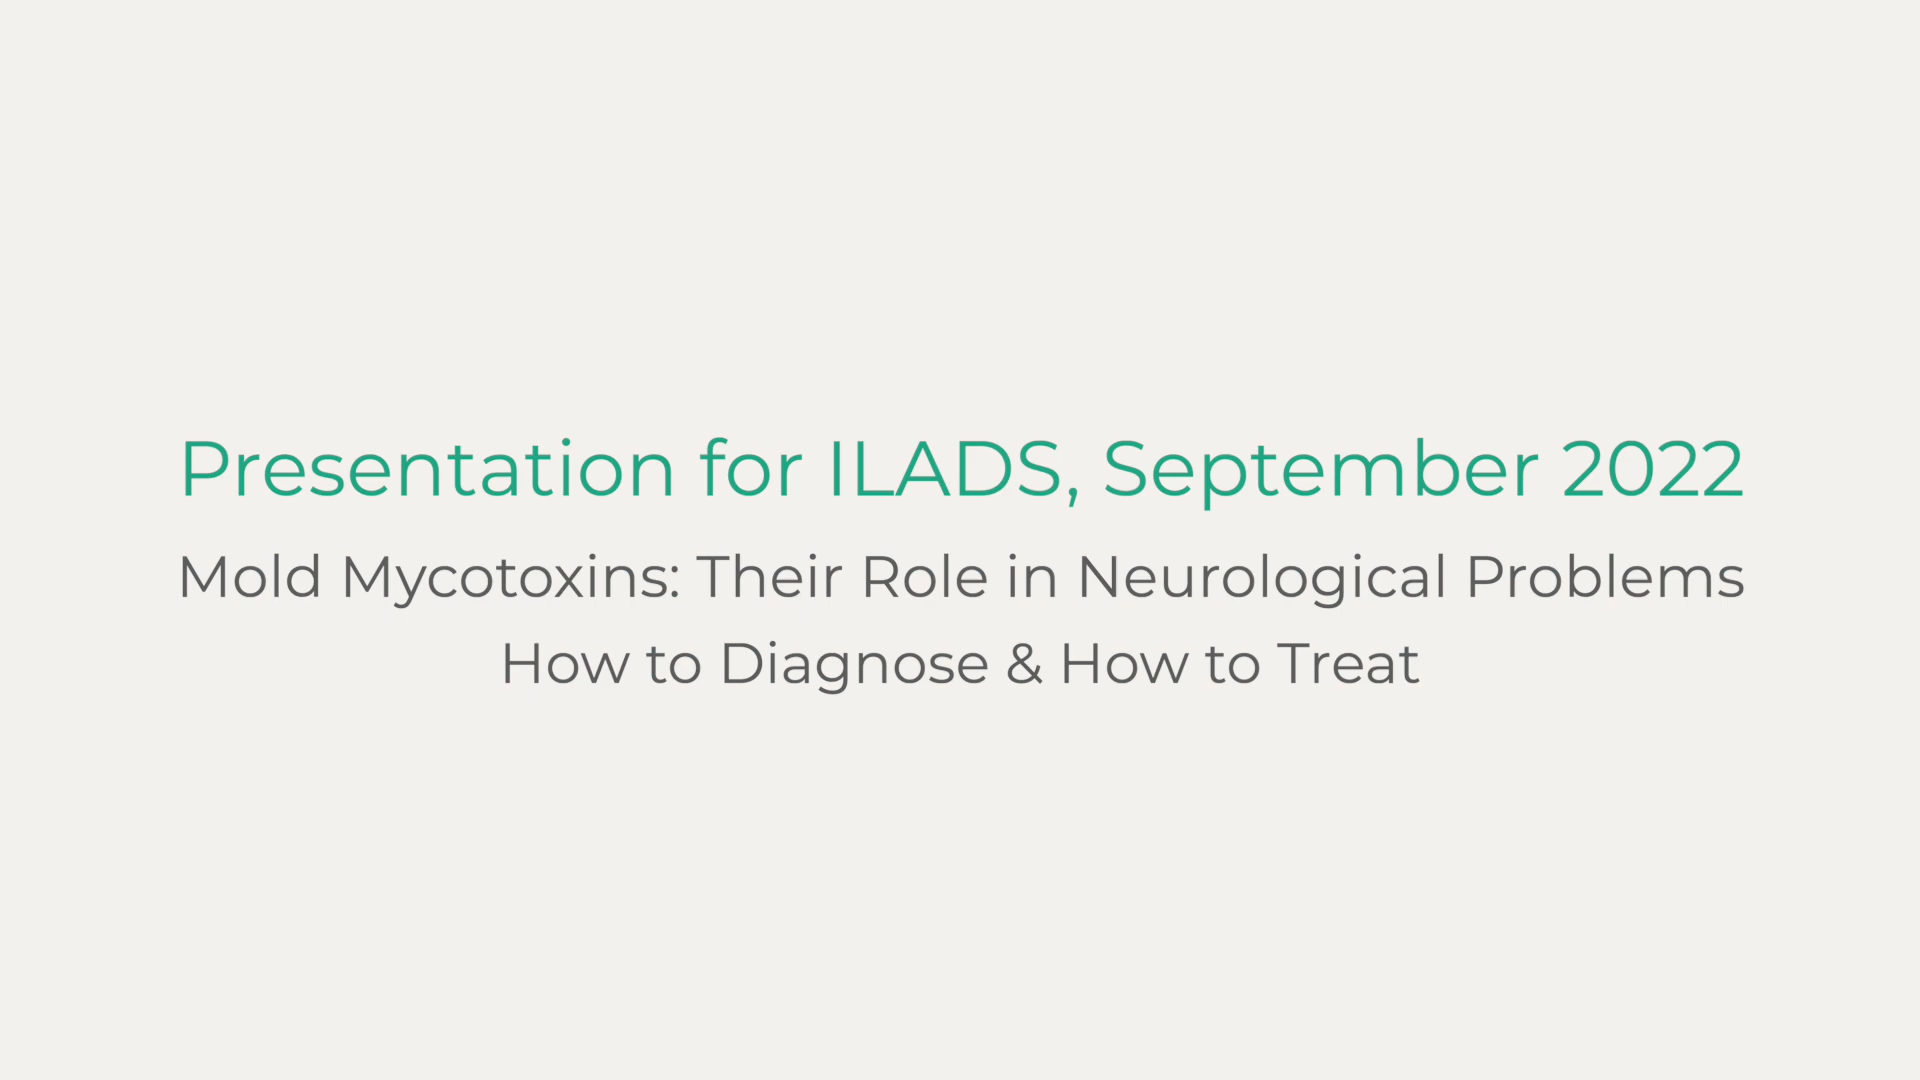 Presentation for ILADS, September 2022
Mold Mycotoxins: Their Role in Neurological Problems
How to Diagnose & How to Treat